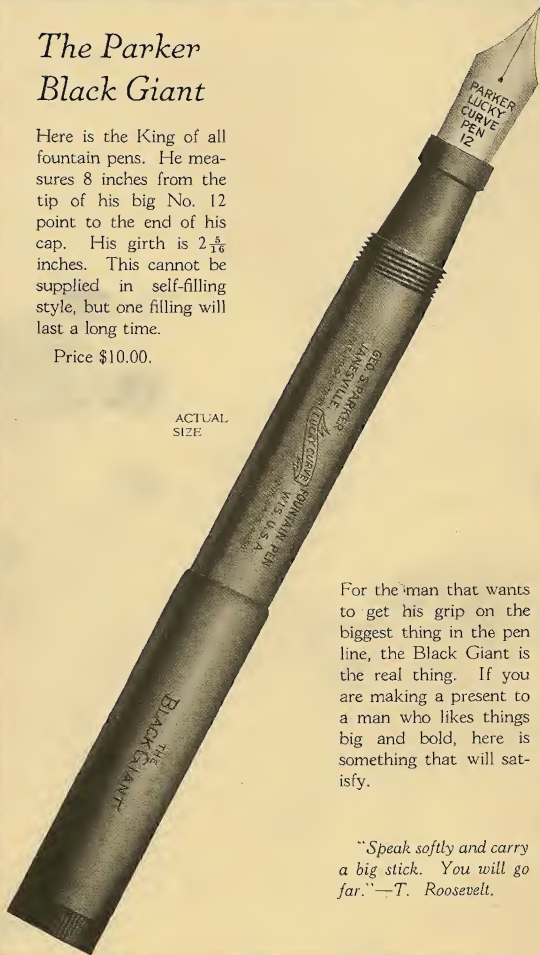 The Parker
Black Giant
Here is the King of all
fountain pens. He mea-
sures 8 inches from the
tip of his big No. 12
point to the end of his
cap. His girth is 2 5/16
inches. This cannot be
supplied in self-filling
style, but one filling will
last a long time.
Price $10.00.
ACTUAL
SIZE
PARKER
LUCKY
CURVE
PEN
12
GEO. S. PARKER
JANESVILLE
LUCKY CURVE
FOUNTAIN PEN
WIS. U.S.A.
THE
BLACK GIANT
For the man that wants
to get his grip on the
biggest thing in the pen
line, the Black Giant is
the real thing. If you
are making a present to
a man who likes things
big and bold, here is
something that will sat-
isfy.
"Speak softly and carry
a big stick. You will go
far."—T. Roosevelt.